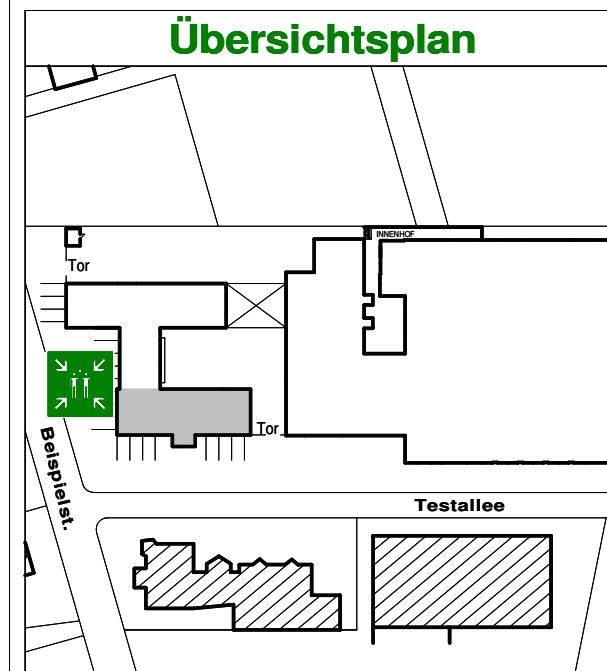 Übersichtsplan
INNENHOF
Tor
Tor
Beispielst.
Testallee